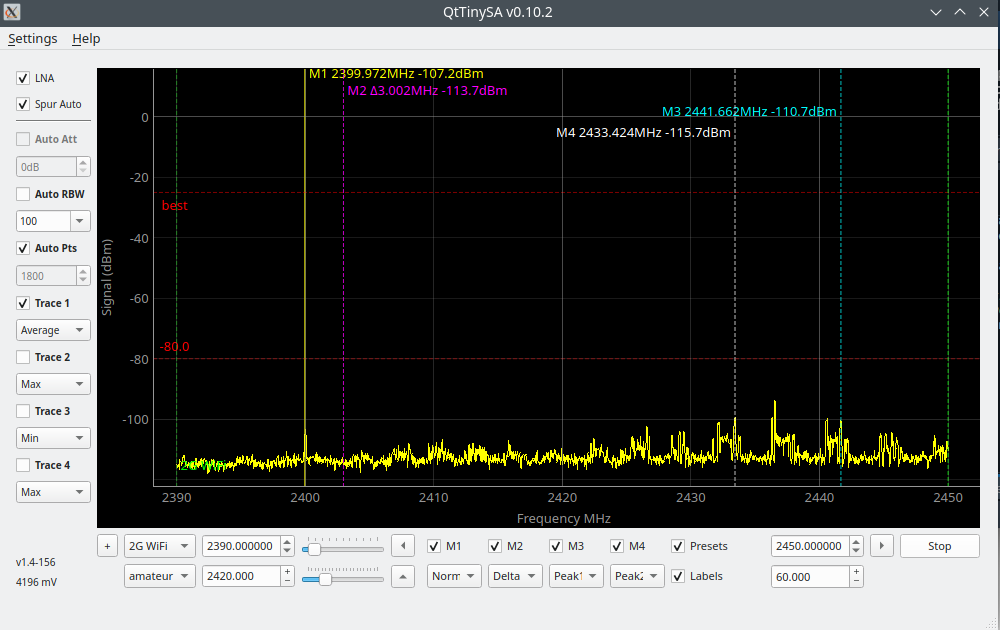 QtTinySA v0.10.2
Settings Help
LNA
Spur Auto
Auto Att
0dB
Auto RBW
100
Auto Pts
1800
Trace 1
Average
Trace 2
Max
Trace 3
Min
Trace 4
Max
v1.4-156
4196 mV
M1 2399.972MHz -107.2dBm
M2 Δ3.002MHz -113.7dBm
M3 2441.662MHz -110.7dBm
M4 2433.424MHz -115.7dBm
best
-80.0
Signal (dBm)
0
-20
-40
-60
-80
-100
2390 2400 2410 2420 2430 2440 2450
Frequency MHz
+ 2G WiFi 2390.000000 M1 M2 M3 M4 Presets 2450.000000 Stop
amateur 2420.000 Norm Delta Peak1 Peak2 Labels 60.000